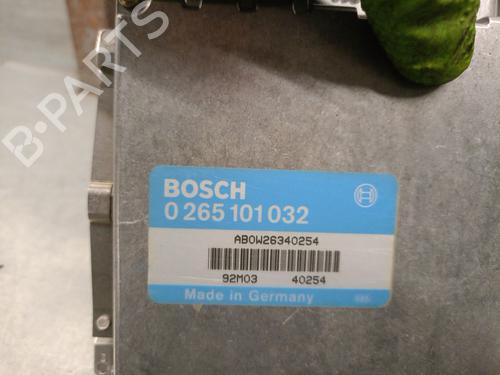 B-PARTS
BOSCH
0 265 101 032
AB0W26340254
92M03 40254
Made in Germany